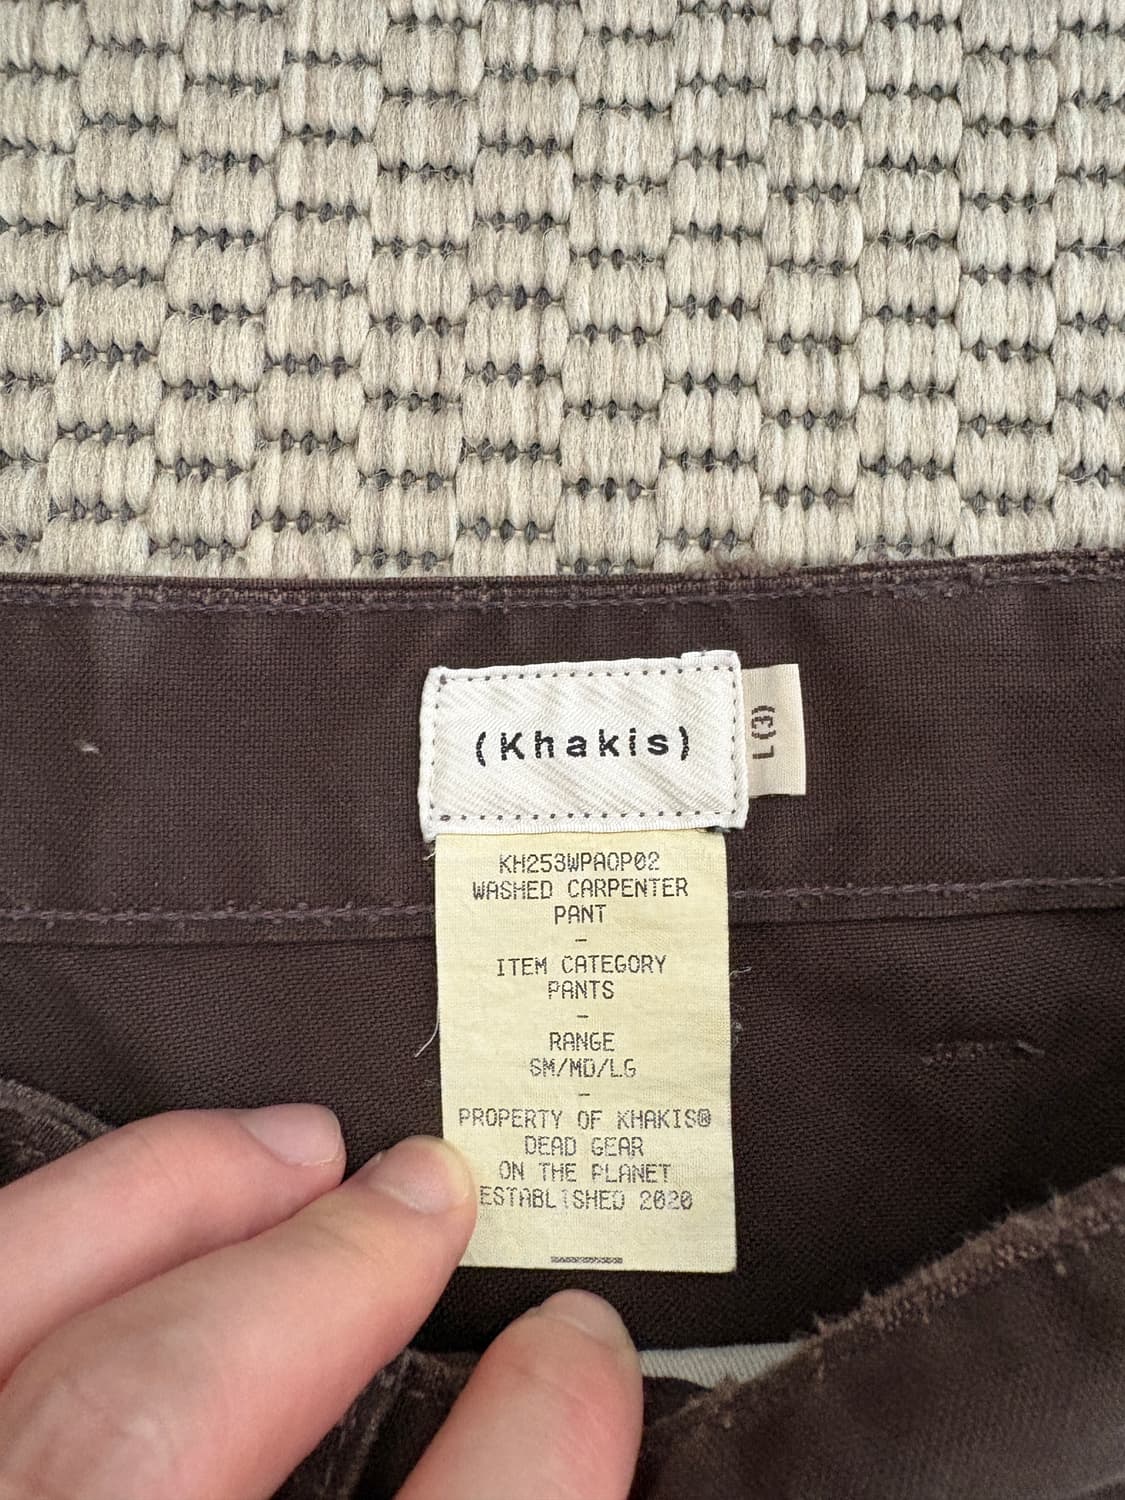 (Khakis)
L(3)
KH253WPAOP02
WASHED CARPENTER
PANT
-
ITEM CATEGORY
PANTS
-
RANGE
SM/MD/LG
-
PROPERTY OF KHAKIS®
DEAD GEAR
ON THE PLANET
ESTABLISHED 2020